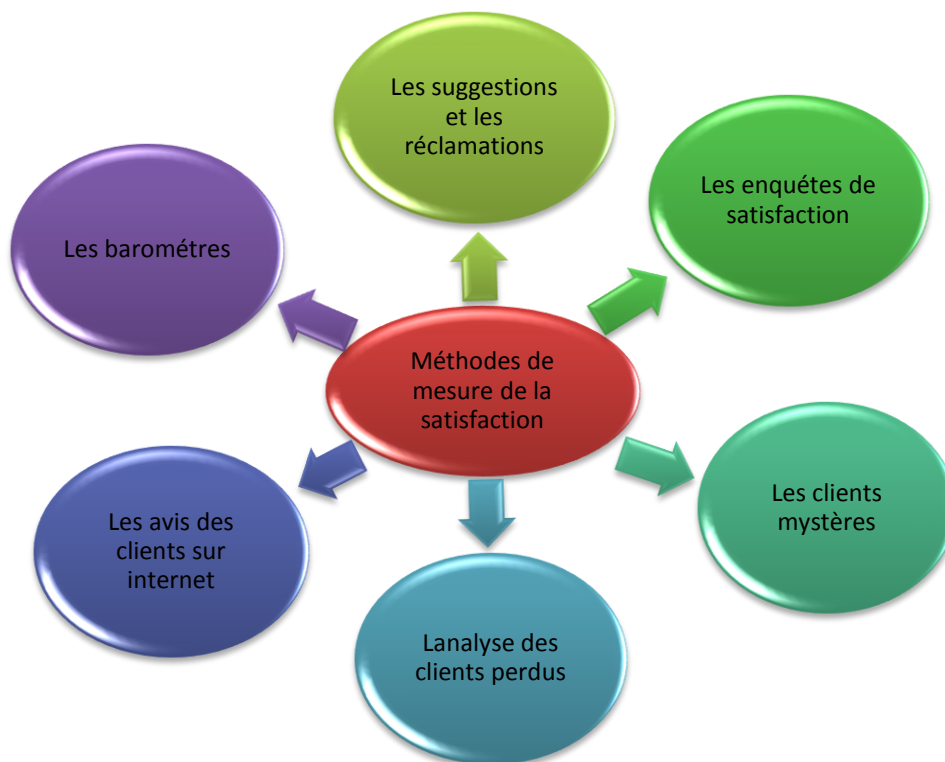 Les suggestions
et les
réclamations
Les enquétes de
satisfaction
Les barométres
Méthodes de
mesure de la
satisfaction
Les clients
mystères
Les avis des
clients sur
internet
Lanalyse des
clients perdus